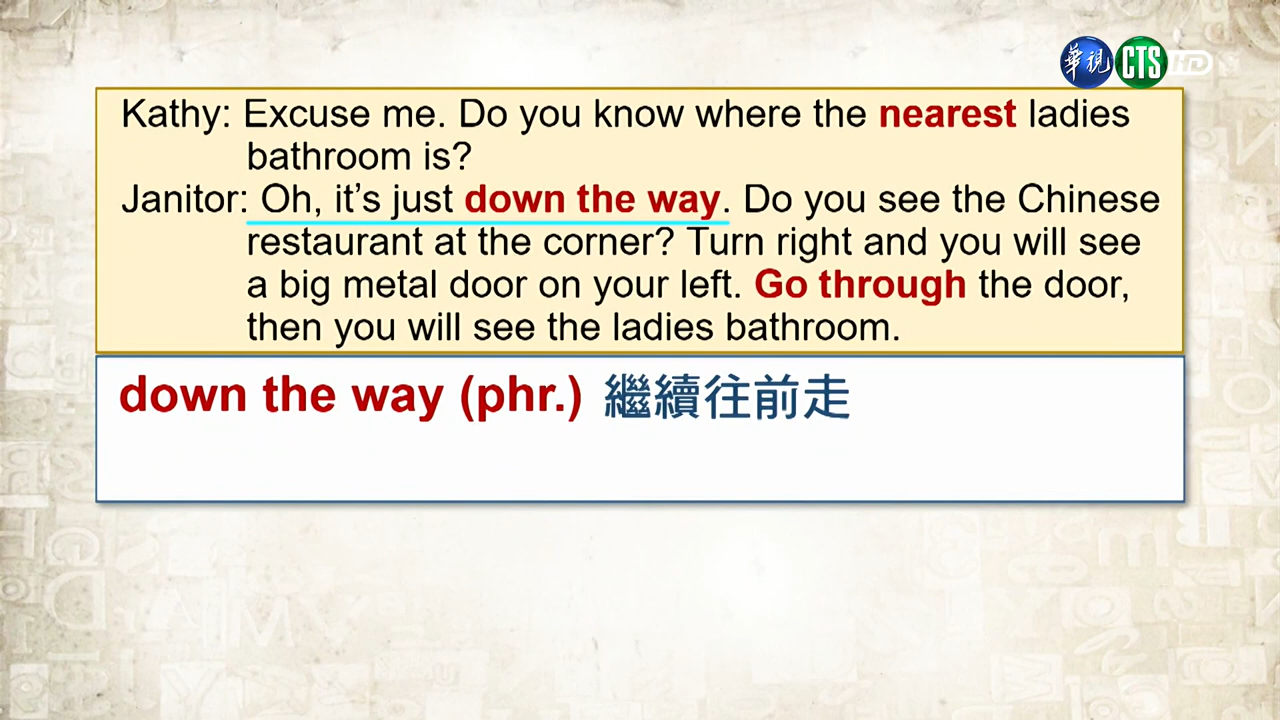 華視 CTS HD
Kathy: Excuse me. Do you know where the nearest ladies
bathroom is?
Janitor: Oh, it’s just down the way. Do you see the Chinese
restaurant at the corner? Turn right and you will see
a big metal door on your left. Go through the door,
then you will see the ladies bathroom.
down the way (phr.) 繼續往前走